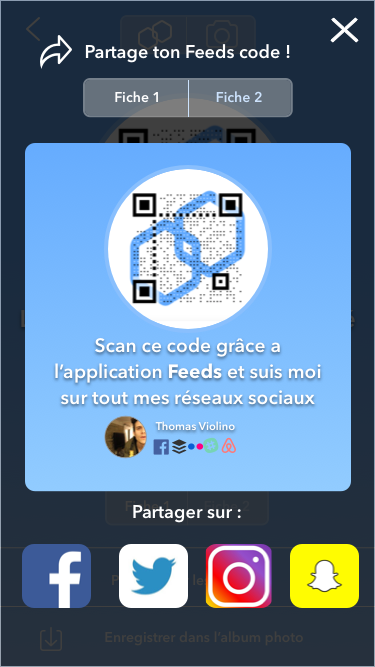 Partage ton Feeds code !
Fiche 1
Fiche 2
Scan ce code grâce a
l'application Feeds et suis moi
sur tout mes réseaux sociaux
Thomas Violino
Partager sur :
Enregistrer dans l'album photo